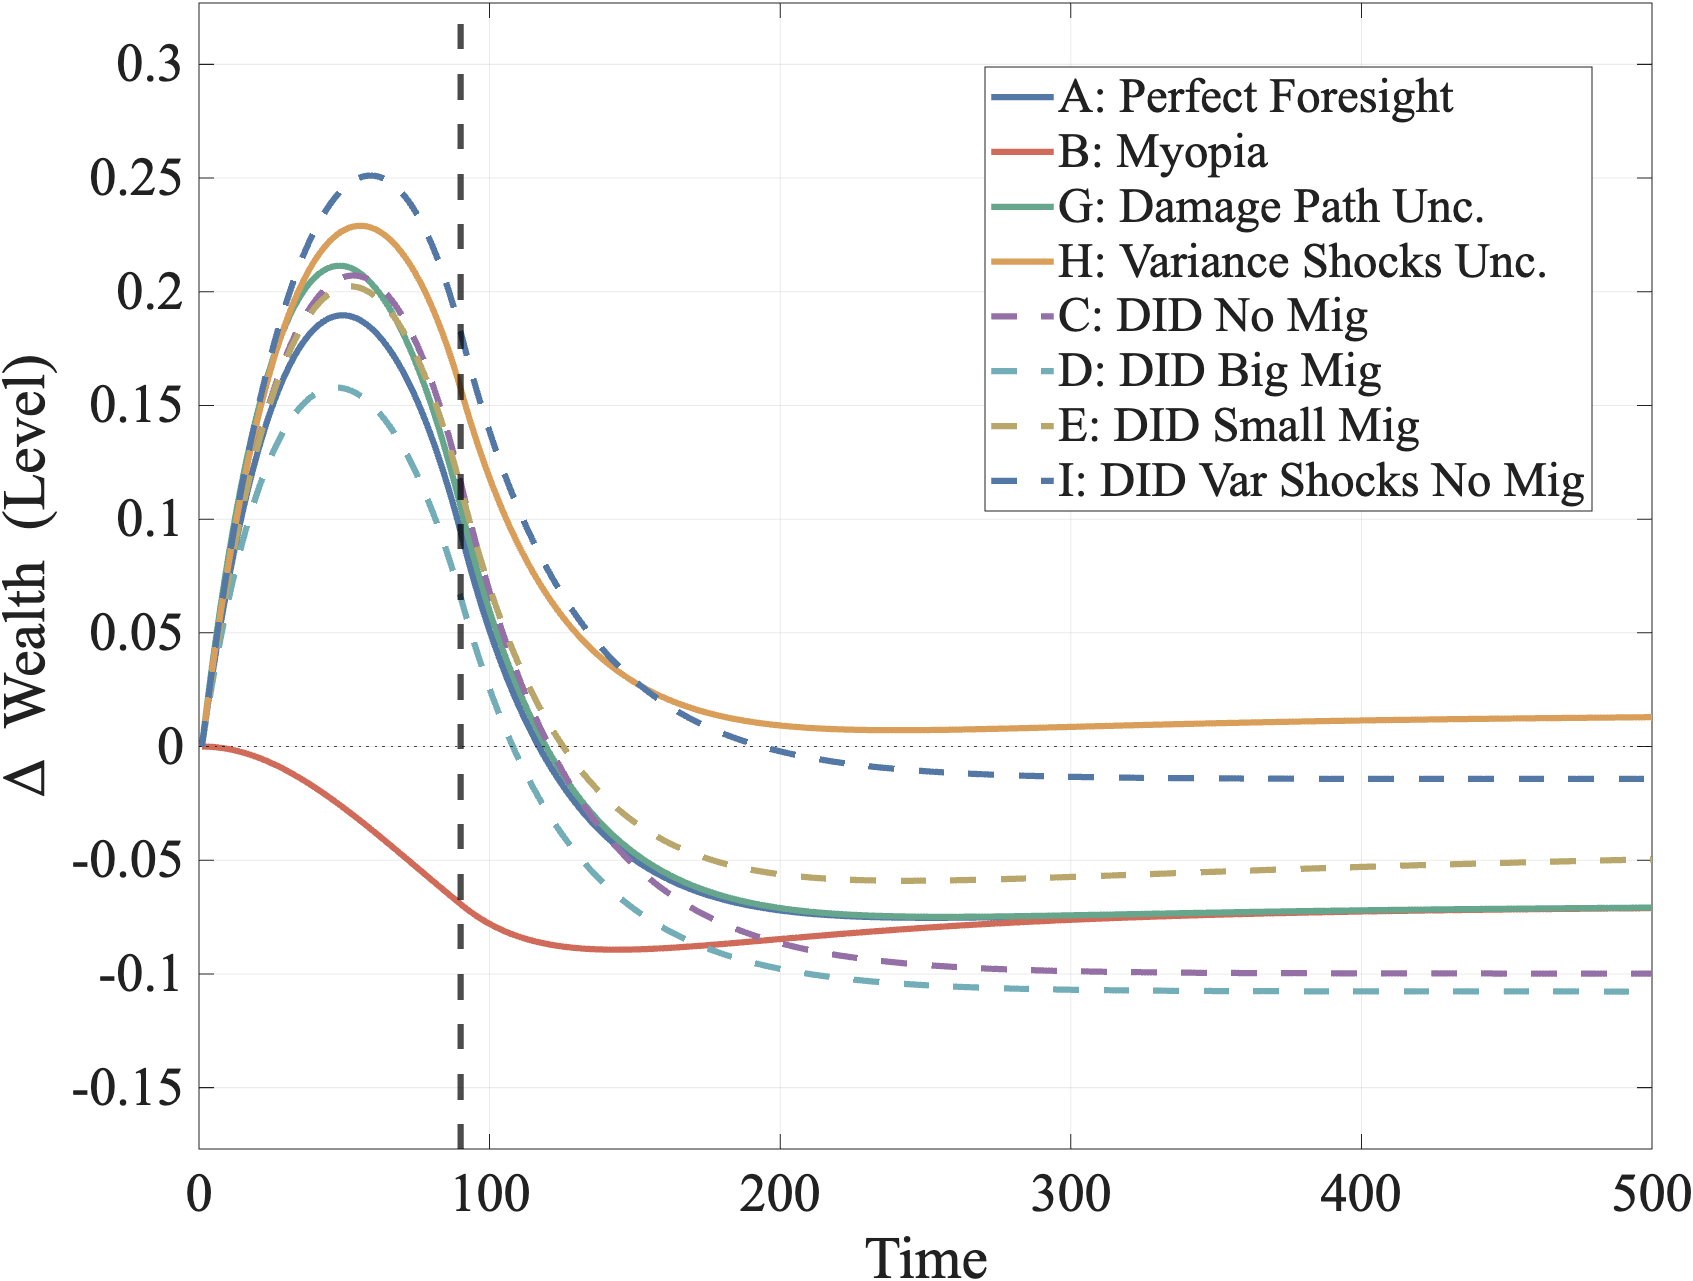 0.3
0.25
0.2
0.15
0.1
0.05
0
-0.05
-0.1
-0.15
Δ Wealth (Level)
A: Perfect Foresight
B: Myopia
G: Damage Path Unc.
H: Variance Shocks Unc.
C: DID No Mig
D: DID Big Mig
E: DID Small Mig
I: DID Var Shocks No Mig
0 100 200 300 400 500
Time